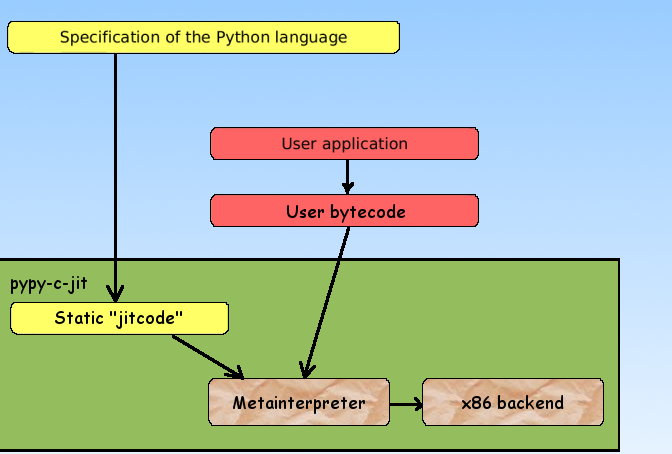 Specification of the Python language
User application
User bytecode
pypy-c-jit
Static "jitcode"
Metainterpreter
x86 backend